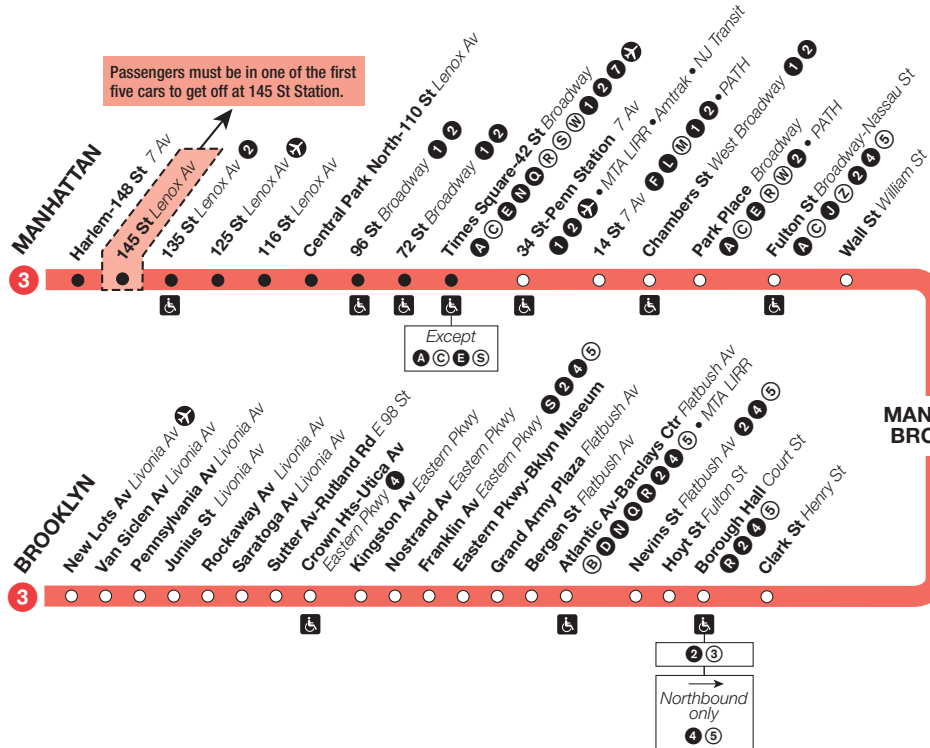 Passengers must be in one of the first
five cars to get off at 145 St Station.
MANHATTAN
3
Harlem-148 St 7 Av
145 St Lenox Av
135 St Lenox Av 2
125 St Lenox Av
116 St Lenox Av
Central Park North-110 St Lenox Av
96 St Broadway 1 2
72 St Broadway 1 2
Times Square-42 St Broadway
A C E N Q R S W 1 2 7
34 St-Penn Station 7 Av
1 2 • MTA LIRR • Amtrak • NJ Transit
14 St 7 Av F L M 1 2 • PATH
Chambers St West Broadway 1 2
Park Place Broadway
A C E R W 2 • PATH
Fulton St Broadway-Nassau St
A C J Z 2 4 5
Wall St William St
Except
A C E S
MAN
BRO
BROOKLYN
3
New Lots Av Livonia Av
Van Siclen Av Livonia Av
Pennsylvania Av Livonia Av
Junius St Livonia Av
Rockaway Av Livonia Av
Saratoga Av Livonia Av
Sutter Av-Rutland Rd E 98 St
Crown Hts-Utica Av
Eastern Pkwy 4
Kingston Av Eastern Pkwy
Nostrand Av Eastern Pkwy
Franklin Av Eastern Pkwy S 2 4 5
Eastern Pkwy-Bklyn Museum
Grand Army Plaza Flatbush Av
Bergen St Flatbush Av
Atlantic Av-Barclays Ctr Flatbush Av
B D N Q R 2 4 5 • MTA LIRR
Nevins St Flatbush Av 2 4 5
Hoyt St Fulton St
Borough Hall Court St
R 2 4 5
Clark St Henry St
2 3
Northbound
only
4 5